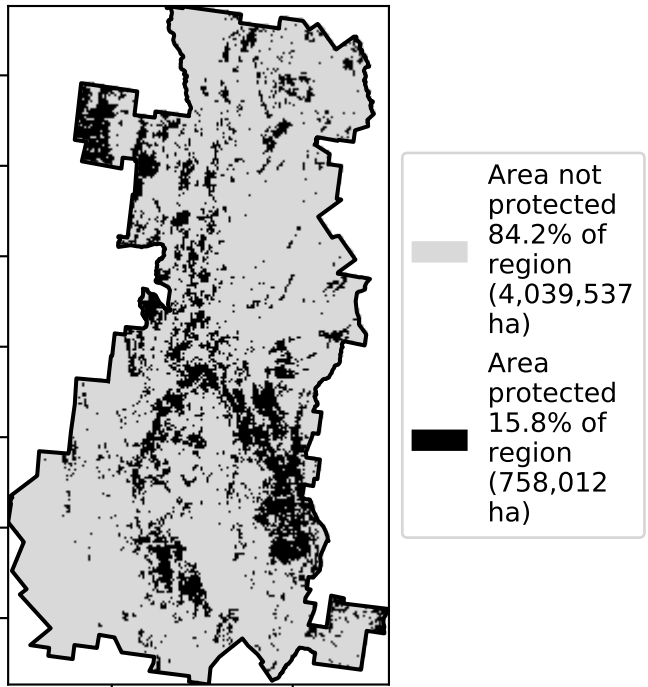 Area not
protected
84.2% of
region
(4,039,537
ha)
Area
protected
15.8% of
region
(758,012
ha)